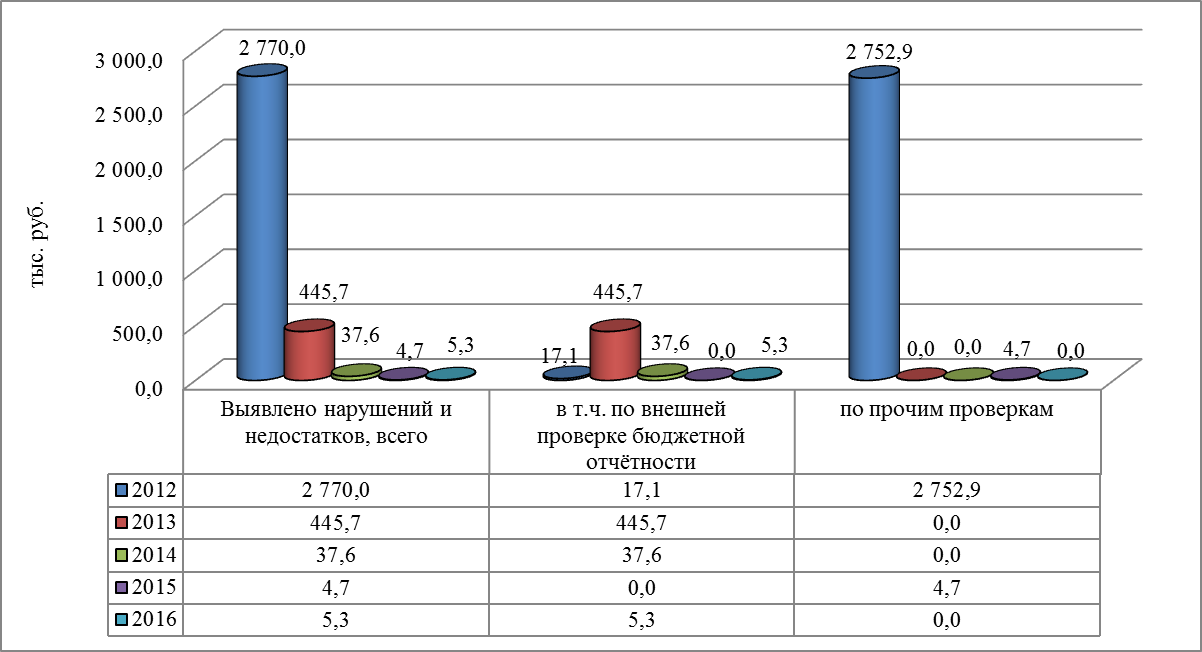 2 770,0
2 752,9
3 000,0
2 500,0
2 000,0
1 500,0
1 000,0
500,0
0,0
тыс. руб.
445,7
37,6
4,7
5,3
17,1
445,7
37,6
0,0
5,3
0,0
0,0
4,7
0,0
Выявлено нарушений и
недостатков, всего
в т.ч. по внешней
проверке бюджетной
отчётности
по прочим проверкам
2012 2 770,0 17,1 2 752,9
2013 445,7 445,7 0,0
2014 37,6 37,6 0,0
2015 4,7 0,0 4,7
2016 5,3 5,3 0,0